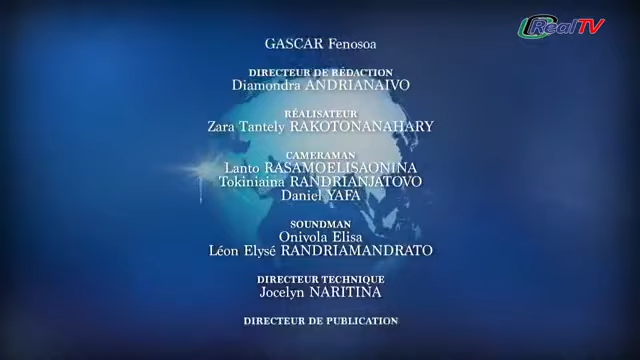 RealTV
GASCAR Fenosoa
DIRECTEUR DE RÉDACTION
Diamondra ANDRIANAIVO
RÉALISATEUR
Zara Tantely RAKOTONANAHARY
CAMERAMAN
Lanto RASAMOELISAONINA
Tokiniaina RANDRIANJATOVO
Daniel YAFA
SOUNDMAN
Onivola Elisa
Léon Elysé RANDRIAMANDRATO
DIRECTEUR TECHNIQUE
Jocelyn NARITINA
DIRECTEUR DE PUBLICATION